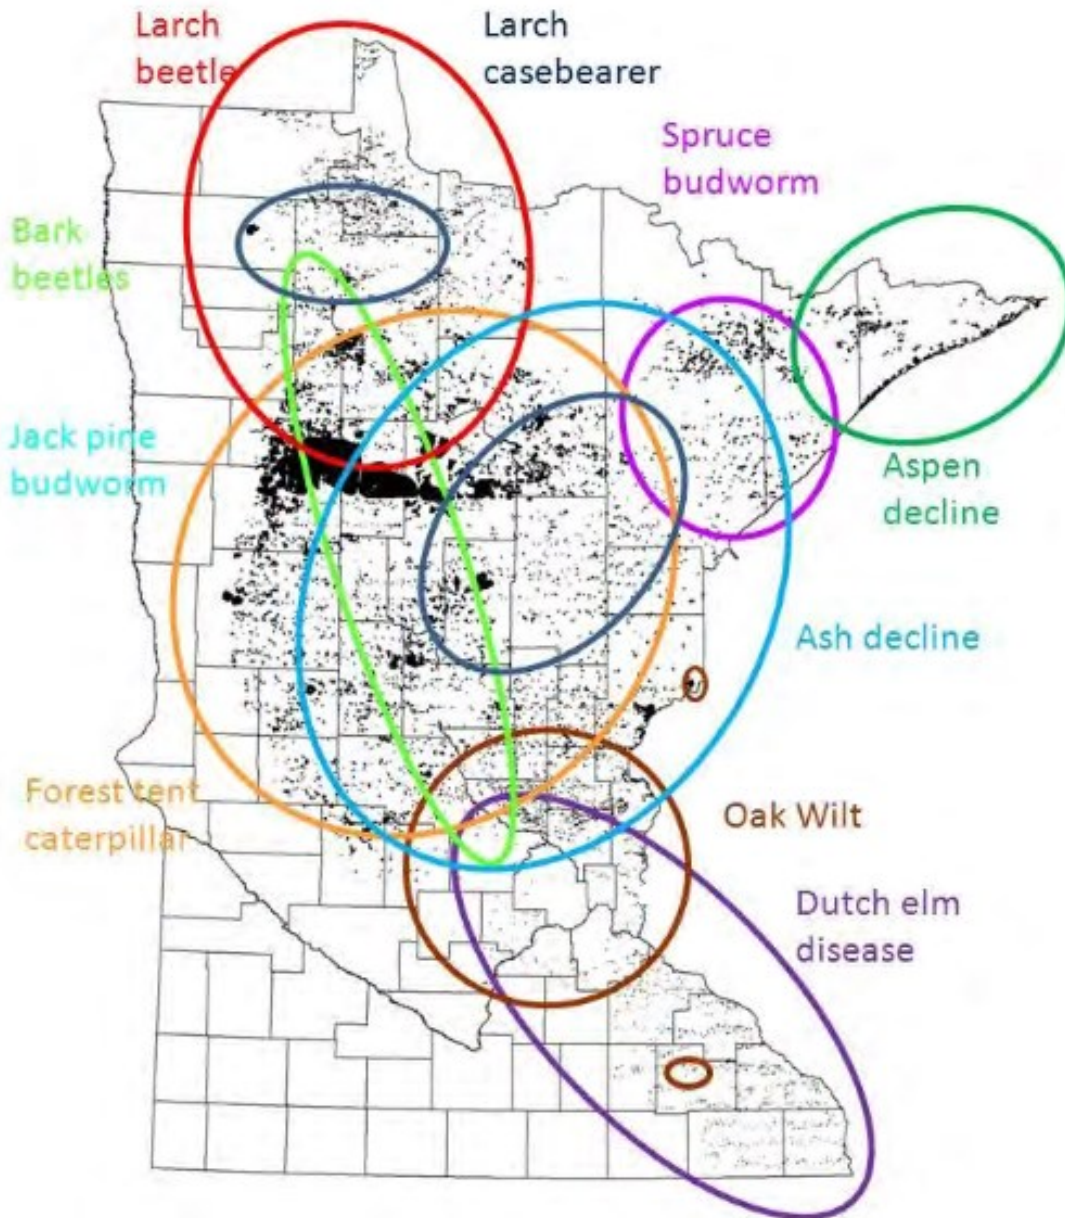 Larch
beetle
Larch
casebearer
Spruce
budworm
Bark
beetles
Jack pine
budworm
Aspen
decline
Ash decline
Forest tent
caterpillar
Oak Wilt
Dutch elm
disease